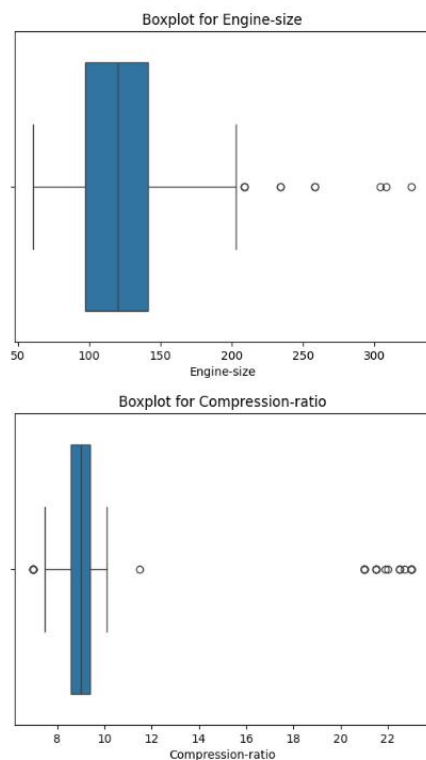 Boxplot for Engine-size
50 100 150 200 250 300
Engine-size
Boxplot for Compression-ratio
8 10 12 14 16 18 20 22
Compression-ratio